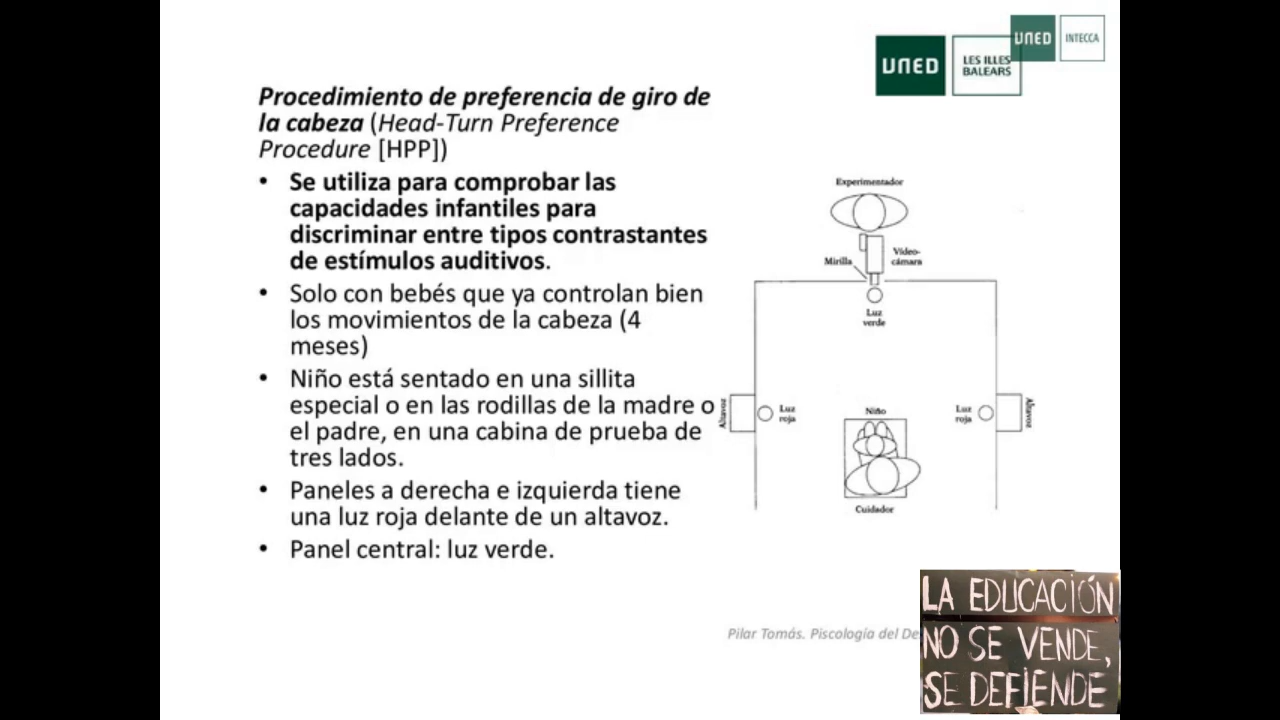 UNED
INTECCA
UNED
LES ILLES
BALEARS
Procedimiento de preferencia de giro de
la cabeza (Head-Turn Preference
Procedure [HPP])
• Se utiliza para comprobar las
capacidades infantiles para
discriminar entre tipos contrastantes
de estímulos auditivos.
• Solo con bebés que ya controlan bien
los movimientos de la cabeza (4
meses)
• Niño está sentado en una sillita
especial o en las rodillas de la madre o
el padre, en una cabina de prueba de
tres lados.
• Paneles a derecha e izquierda tiene
una luz roja delante de un altavoz.
• Panel central: luz verde.
Experimentador
Mirilla
Vídeo-
cámara
Luz
verde
Altavoz
Luz
roja
Niño
Luz
roja
Altavoz
Cuidador
Pilar Tomás. Piscología del De
LA EDUCACIÓN
NO SE VENDE,
SE DEFIENDE